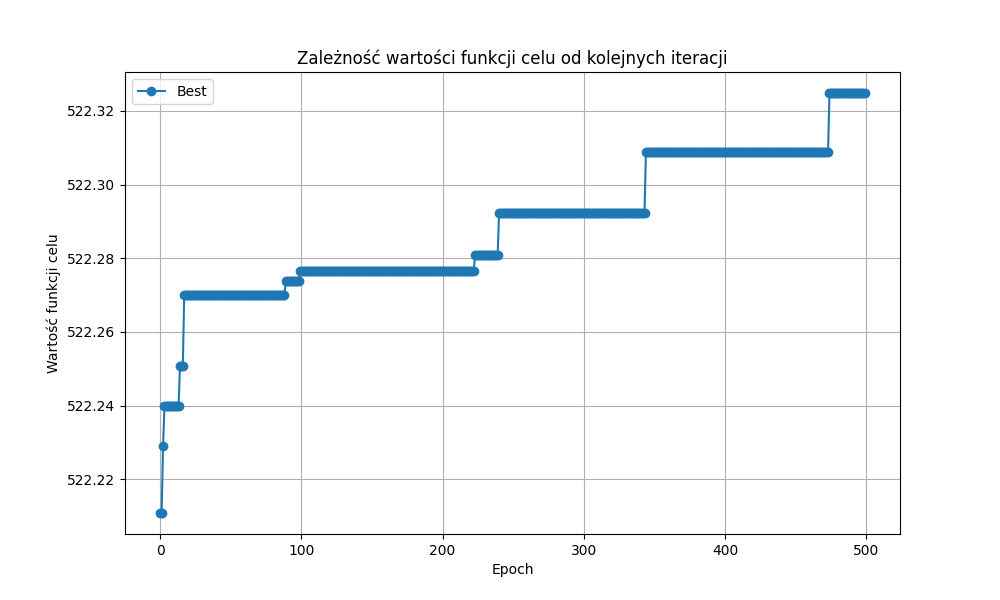 Zależność wartości funkcji celu od kolejnych iteracji
Best
522.32
522.30
522.28
522.26
522.24
522.22
Wartość funkcji celu
0 100 200 300 400 500
Epoch